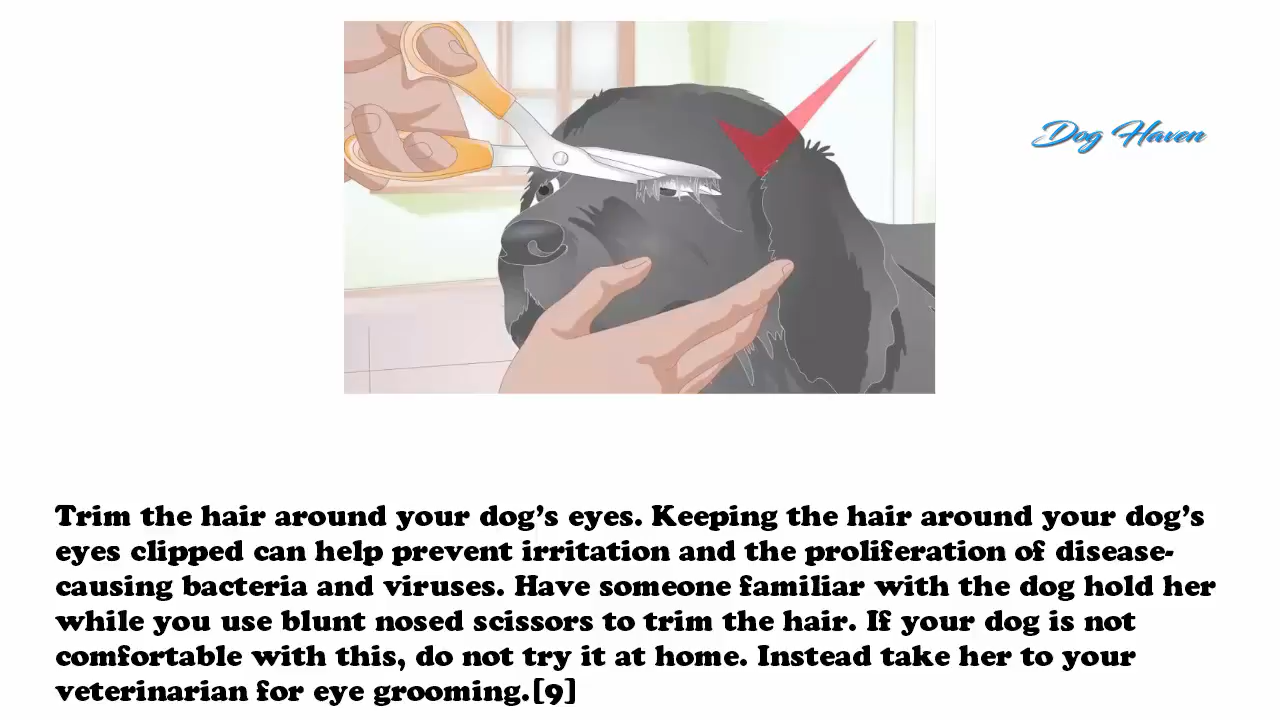 Dog Haven
Trim the hair around your dog's eyes. Keeping the hair around your dog's
eyes clipped can help prevent irritation and the proliferation of disease-
causing bacteria and viruses. Have someone familiar with the dog hold her
while you use blunt nosed scissors to trim the hair. If your dog is not
comfortable with this, do not try it at home. Instead take her to your
veterinarian for eye grooming.[9]